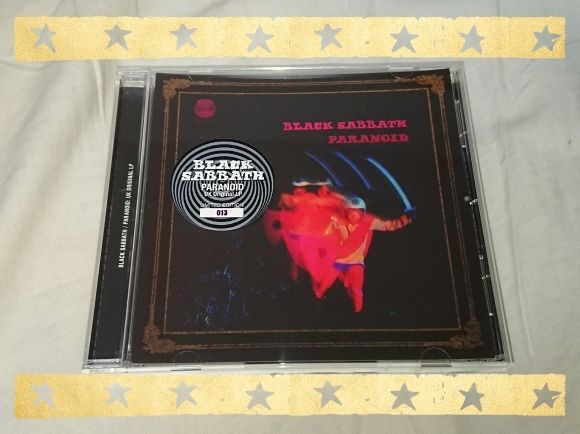 BLACK SABBATH / PARANOID: UK ORIGINAL LP
BLACK SABBATH
PARANOID
BLACK
SABBATH
PARANOID
UK Original LP
LIMITED EDITION
013